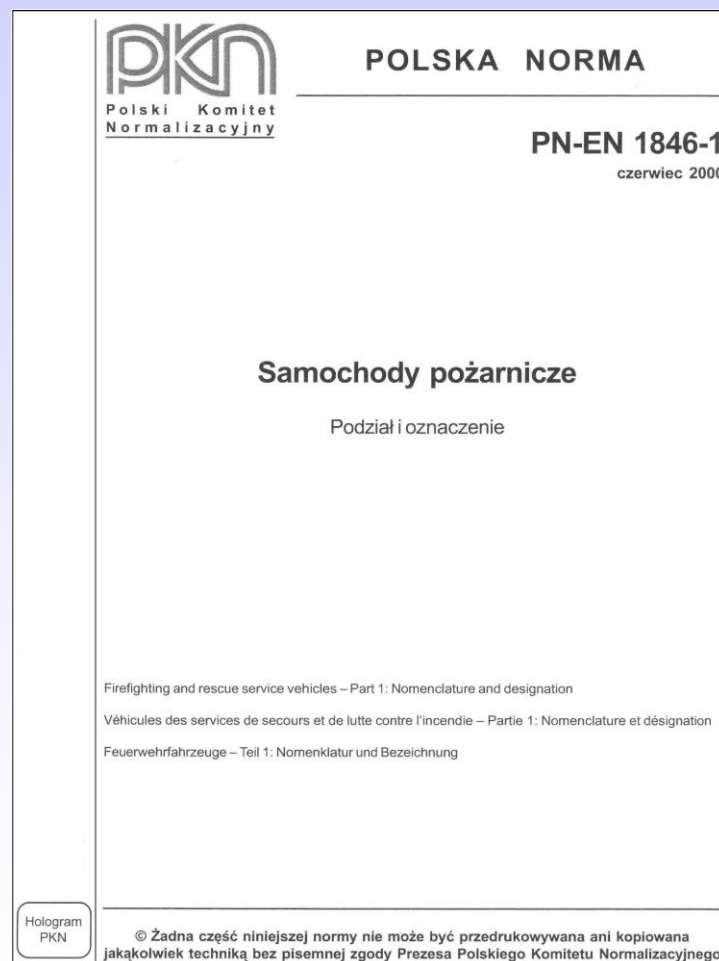 PKN
POLSKA NORMA
Polski Komitet
Normalizacyjny
PN-EN 1846-1
czerwiec 2000
Samochody pożarnicze
Podział i oznaczenie
Firefighting and rescue service vehicles – Part 1: Nomenclature and designation
Véhicules des services de secours et de lutte contre l'incendie – Partie 1: Nomenclature et désignation
Feuerwehrfahrzeuge – Teil 1: Nomenklatur und Bezeichnung
Hologram
PKN
© Żadna część niniejszej normy nie może być przedrukowywana ani kopiowana
jakąkolwiek techniką bez pisemnej zgody Prezesa Polskiego Komitetu Normalizacyjnego